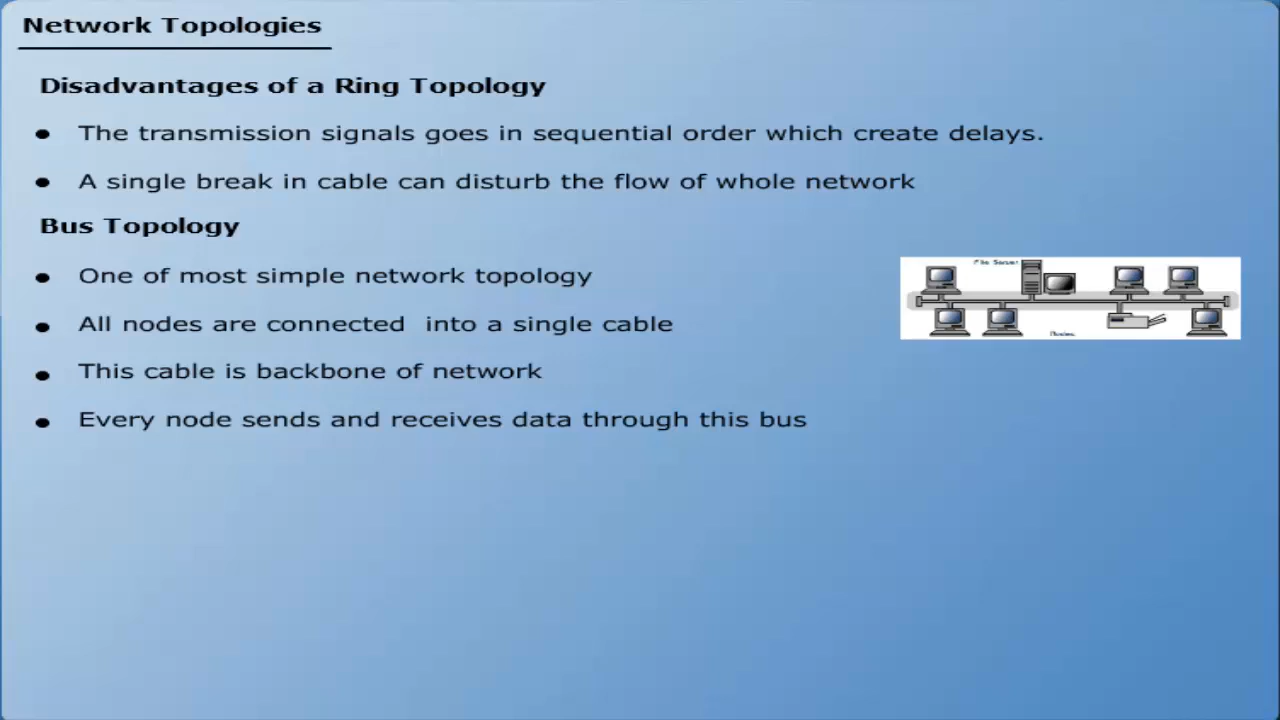 Network Topologies
Disadvantages of a Ring Topology
The transmission signals goes in sequential order which create delays.
A single break in cable can disturb the flow of whole network
Bus Topology
One of most simple network topology
File Server
All nodes are connected into a single cable
Nodes
This cable is backbone of network
Every node sends and receives data through this bus